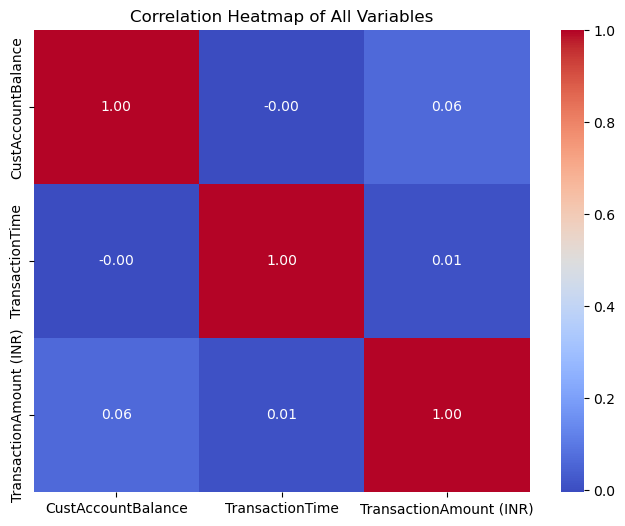 Correlation Heatmap of All Variables
CustAccountBalance
TransactionTime
TransactionAmount (INR)
1.00 -0.00 0.06
-0.00 1.00 0.01
0.06 0.01 1.00
CustAccountBalance TransactionTime TransactionAmount (INR)
1.0
0.8
0.6
0.4
0.2
0.0